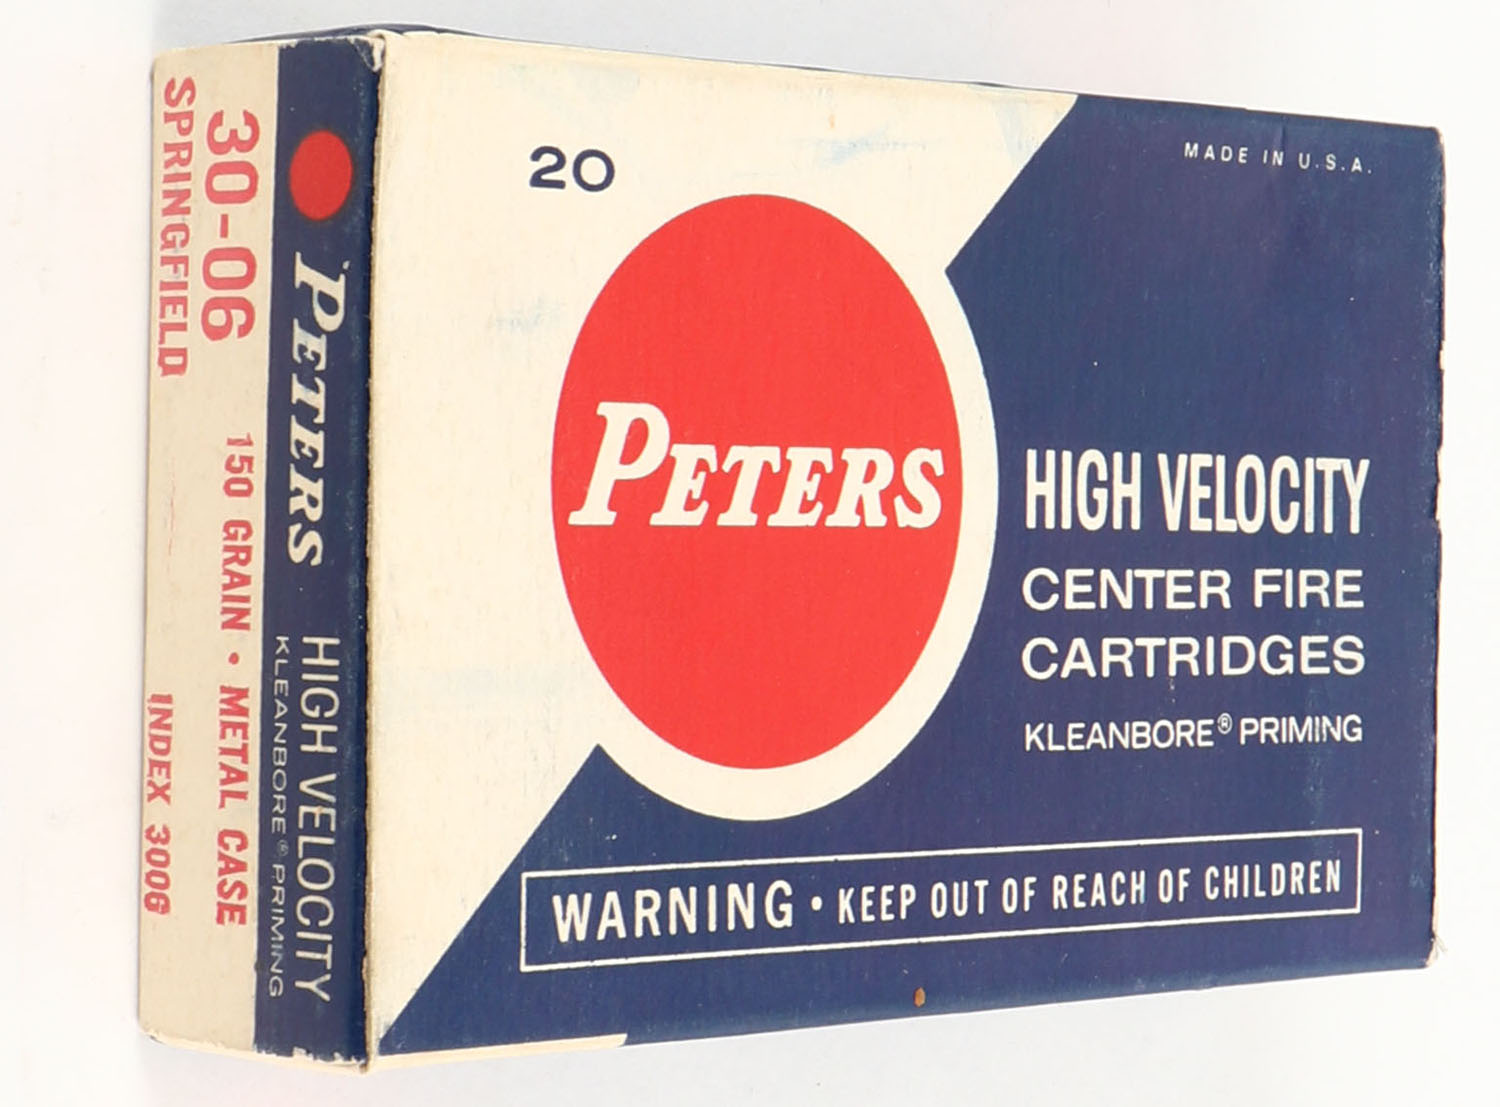 20
MADE IN U.S.A.
PETERS
HIGH VELOCITY
CENTER FIRE
CARTRIDGES
KLEANBORE® PRIMING
WARNING • KEEP OUT OF REACH OF CHILDREN
PETERS HIGH VELOCITY
KLEANBORE® PRIMING
30-06
SPRINGFIELD
150 GRAIN • METAL CASE
INDEX 3006